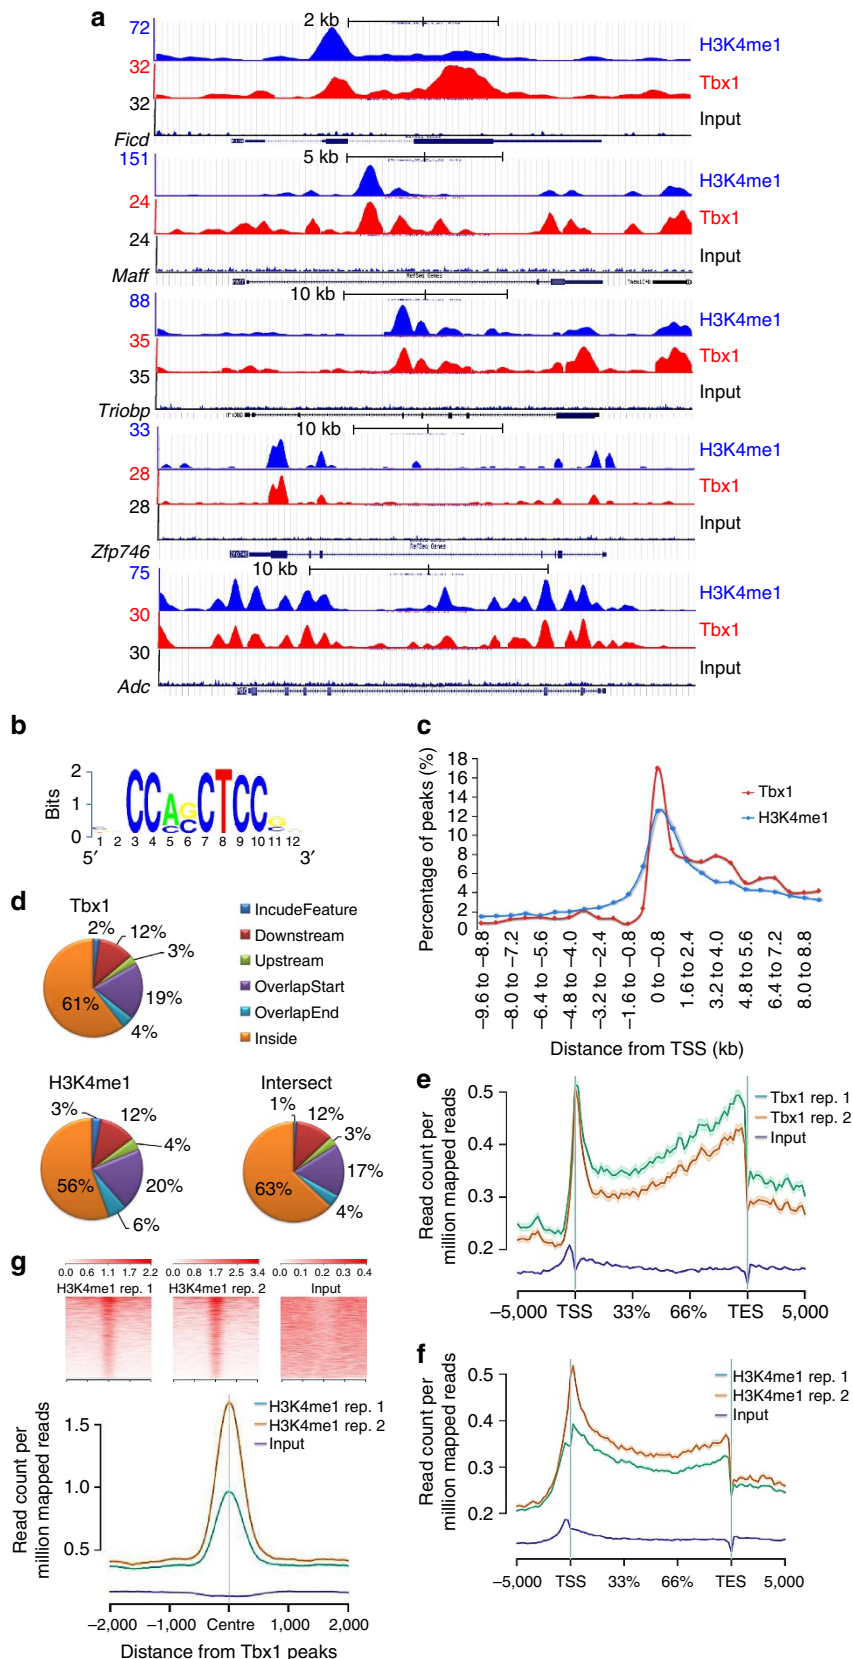 a
2 kb
72
H3K4me1
32
Tbx1
32
Input
Ficd
5 kb
151
H3K4me1
24
Tbx1
24
Input
RefSeq Genes
Maff
10 kb
88
H3K4me1
35
Tbx1
35
Input
Triobp
10 kb
33
H3K4me1
28
Tbx1
28
Input
RefSeq Genes
Zfp746
10 kb
75
H3K4me1
30
Tbx1
30
Input
Adc
b
Bits
2
1
0
CCAGCTCC
CC
1 2 3 4 5 6 7 8 9 10 11 12
5′ 3′
c
Percentage of peaks (%)
18
16
14
12
10
8
6
4
2
0
Tbx1
H3K4me1
−9.6 to −8.8
−8.0 to −7.2
−6.4 to −5.6
−4.8 to −4.0
−3.2 to −2.4
−1.6 to −0.8
0 to −0.8
1.6 to 2.4
3.2 to 4.0
4.8 to 5.6
6.4 to 7.2
8.0 to 8.8
Distance from TSS (kb)
d
Tbx1
2%
12%
3%
19%
4%
61%
IncudeFeature
Downstream
Upstream
OverlapStart
OverlapEnd
Inside
H3K4me1
3%
12%
4%
20%
6%
56%
Intersect
1%
12%
3%
17%
4%
63%
e
Read count per
million mapped reads
0.5
0.4
0.3
0.2
Tbx1 rep. 1
Tbx1 rep. 2
Input
−5,000 TSS 33% 66% TES 5,000
f
Read count per
million mapped reads
0.5
0.4
0.3
0.2
H3K4me1 rep. 1
H3K4me1 rep. 2
Input
−5,000 TSS 33% 66% TES 5,000
g
0.0 0.6 1.1 1.7 2.2
H3K4me1 rep. 1
0.0 0.8 1.7 2.5 3.4
H3K4me1 rep. 2
0.0 0.1 0.2 0.3 0.4
Input
Read count per
million mapped reads
1.5
1.0
0.5
H3K4me1 rep. 1
H3K4me1 rep. 2
Input
−2,000 −1,000 Centre 1,000 2,000
Distance from Tbx1 peaks